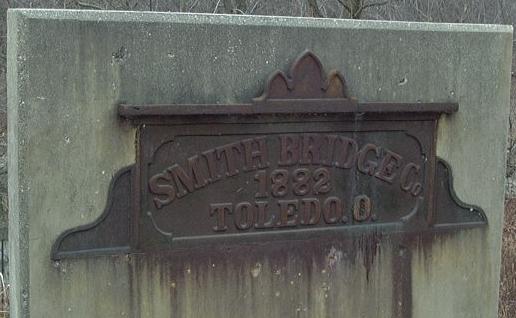 SMITH BRIDGE Co.
1882
TOLEDO. O.